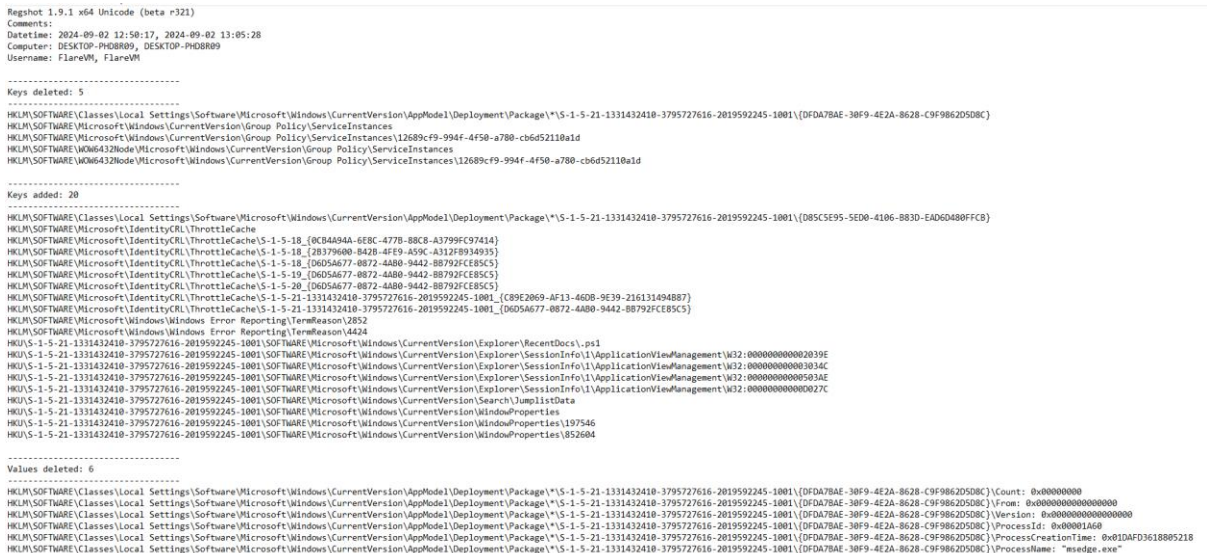 Regshot 1.9.1 x64 Unicode (beta r321)
Comments:
Datetime: 2024-09-02 12:50:17, 2024-09-02 13:05:28
Computer: DESKTOP-PHD8R09, DESKTOP-PHD8R09
Username: FlareVM, FlareVM
----------------------------------
Keys deleted: 5
----------------------------------
HKLM\SOFTWARE\Classes\Local Settings\Software\Microsoft\Windows\CurrentVersion\AppModel\Deployment\Package\*\S-1-5-21-1331432410-3795727616-2019592245-1001\{DFDA7BAE-30F9-4E2A-8628-C9F9862D5D8C}
HKLM\SOFTWARE\Microsoft\Windows\CurrentVersion\Group Policy\ServiceInstances
HKLM\SOFTWARE\Microsoft\Windows\CurrentVersion\Group Policy\ServiceInstances\12689cf9-994f-4f50-a780-cb6d52110a1d
HKLM\SOFTWARE\WOW6432Node\Microsoft\Windows\CurrentVersion\Group Policy\ServiceInstances
HKLM\SOFTWARE\WOW6432Node\Microsoft\Windows\CurrentVersion\Group Policy\ServiceInstances\12689cf9-994f-4f50-a780-cb6d52110a1d
----------------------------------
Keys added: 20
----------------------------------
HKLM\SOFTWARE\Classes\Local Settings\Software\Microsoft\Windows\CurrentVersion\AppModel\Deployment\Package\*\S-1-5-21-1331432410-3795727616-2019592245-1001\{D85C5E95-5ED0-4106-B83D-EAD6D480FFCB}
HKLM\SOFTWARE\Microsoft\IdentityCRL\ThrottleCache
HKLM\SOFTWARE\Microsoft\IdentityCRL\ThrottleCache\S-1-5-18_{0CB4A94A-6E8C-477B-88C8-A3799FC97414}
HKLM\SOFTWARE\Microsoft\IdentityCRL\ThrottleCache\S-1-5-18_{2B379600-B42B-4FE9-A59C-A312FB934935}
HKLM\SOFTWARE\Microsoft\IdentityCRL\ThrottleCache\S-1-5-18_{D6D5A677-0872-4AB0-9442-BB792FCE85C5}
HKLM\SOFTWARE\Microsoft\IdentityCRL\ThrottleCache\S-1-5-19_{D6D5A677-0872-4AB0-9442-BB792FCE85C5}
HKLM\SOFTWARE\Microsoft\IdentityCRL\ThrottleCache\S-1-5-20_{D6D5A677-0872-4AB0-9442-BB792FCE85C5}
HKLM\SOFTWARE\Microsoft\IdentityCRL\ThrottleCache\S-1-5-21-1331432410-3795727616-2019592245-1001_{C89E2069-AF13-46DB-9E39-216131494B87}
HKLM\SOFTWARE\Microsoft\IdentityCRL\ThrottleCache\S-1-5-21-1331432410-3795727616-2019592245-1001_{D6D5A677-0872-4AB0-9442-BB792FCE85C5}
HKLM\SOFTWARE\Microsoft\Windows\Windows Error Reporting\TermReason\2852
HKLM\SOFTWARE\Microsoft\Windows\Windows Error Reporting\TermReason\4424
HKU\S-1-5-21-1331432410-3795727616-2019592245-1001\SOFTWARE\Microsoft\Windows\CurrentVersion\Explorer\RecentDocs\.ps1
HKU\S-1-5-21-1331432410-3795727616-2019592245-1001\SOFTWARE\Microsoft\Windows\CurrentVersion\Explorer\SessionInfo\1\ApplicationViewManagement\W32:000000000002039E
HKU\S-1-5-21-1331432410-3795727616-2019592245-1001\SOFTWARE\Microsoft\Windows\CurrentVersion\Explorer\SessionInfo\1\ApplicationViewManagement\W32:000000000003034C
HKU\S-1-5-21-1331432410-3795727616-2019592245-1001\SOFTWARE\Microsoft\Windows\CurrentVersion\Explorer\SessionInfo\1\ApplicationViewManagement\W32:00000000000503AE
HKU\S-1-5-21-1331432410-3795727616-2019592245-1001\SOFTWARE\Microsoft\Windows\CurrentVersion\Explorer\SessionInfo\1\ApplicationViewManagement\W32:00000000000D027C
HKU\S-1-5-21-1331432410-3795727616-2019592245-1001\SOFTWARE\Microsoft\Windows\CurrentVersion\Search\JumplistData
HKU\S-1-5-21-1331432410-3795727616-2019592245-1001\SOFTWARE\Microsoft\Windows\CurrentVersion\WindowProperties
HKU\S-1-5-21-1331432410-3795727616-2019592245-1001\SOFTWARE\Microsoft\Windows\CurrentVersion\WindowProperties\197546
HKU\S-1-5-21-1331432410-3795727616-2019592245-1001\SOFTWARE\Microsoft\Windows\CurrentVersion\WindowProperties\852604
----------------------------------
Values deleted: 6
----------------------------------
HKLM\SOFTWARE\Classes\Local Settings\Software\Microsoft\Windows\CurrentVersion\AppModel\Deployment\Package\*\S-1-5-21-1331432410-3795727616-2019592245-1001\{DFDA7BAE-30F9-4E2A-8628-C9F9862D5D8C}\Count: 0x00000000
HKLM\SOFTWARE\Classes\Local Settings\Software\Microsoft\Windows\CurrentVersion\AppModel\Deployment\Package\*\S-1-5-21-1331432410-3795727616-2019592245-1001\{DFDA7BAE-30F9-4E2A-8628-C9F9862D5D8C}\From: 0x0000000000000000
HKLM\SOFTWARE\Classes\Local Settings\Software\Microsoft\Windows\CurrentVersion\AppModel\Deployment\Package\*\S-1-5-21-1331432410-3795727616-2019592245-1001\{DFDA7BAE-30F9-4E2A-8628-C9F9862D5D8C}\Version: 0x0000000000000000
HKLM\SOFTWARE\Classes\Local Settings\Software\Microsoft\Windows\CurrentVersion\AppModel\Deployment\Package\*\S-1-5-21-1331432410-3795727616-2019592245-1001\{DFDA7BAE-30F9-4E2A-8628-C9F9862D5D8C}\ProcessId: 0x00001A60
HKLM\SOFTWARE\Classes\Local Settings\Software\Microsoft\Windows\CurrentVersion\AppModel\Deployment\Package\*\S-1-5-21-1331432410-3795727616-2019592245-1001\{DFDA7BAE-30F9-4E2A-8628-C9F9862D5D8C}\ProcessCreationTime: 0x01DAFD3618805218
HKLM\SOFTWARE\Classes\Local Settings\Software\Microsoft\Windows\CurrentVersion\AppModel\Deployment\Package\*\S-1-5-21-1331432410-3795727616-2019592245-1001\{DFDA7BAE-30F9-4E2A-8628-C9F9862D5D8C}\ProcessName: "msedge.exe"